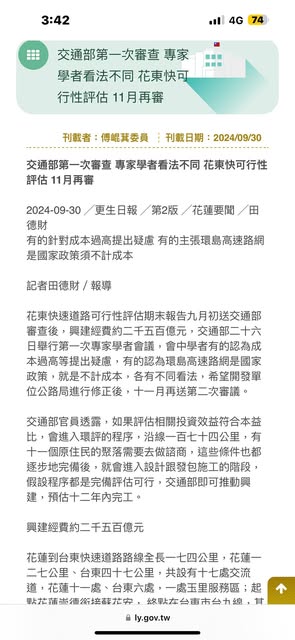 3:42
4G 74
交通部第一次審查 專家
學者看法不同 花東快可
行性評估 11月再審
刊載者：傅崐萁委員 ┊ 刊載日期：2024/09/30
交通部第一次審查 專家學者看法不同 花東快可行性
評估 11月再審
2024-09-30 ╱更生日報 ╱第2版 ╱花蓮要聞 ╱田
德財
有的針對成本過高提出疑慮 有的主張環島高速路網
是國家政策須不計成本
記者田德財 / 報導
花東快速道路可行性評估期末報告九月初送交通部
審查後，興建經費約二千五百億元，交通部二十六
日舉行第一次專家學者會議，會中學者有的認為成
本過高等提出疑慮，有的認為環島高速路網是國家
政策，就是不計成本，各有不同看法，希望開發單
位公路局進行修正後，十一月再送第二次審議。
交通部官員透露，如果評估相關投資效益符合本益
比，會進入環評的程序，沿線一百七十四公里，有
十一個原住民的聚落需要去做諮商，這些條件也都
逐步地完備後，就會進入設計跟發包施工的階段，
假設程序都是完備評估可行，交通部即可推動興
建，預估十二年內完工。
興建經費約二千五百億元
花蓮到台東快速道路路線全長一七四公里，花蓮一
二七公里、台東四十七公里，共設有十七處交流
道，花蓮十一處、台東六處，一處玉里服務區；起
點花蓮崇德銜接蘇花安，終點在台東市台九線，其
ly.gov.tw